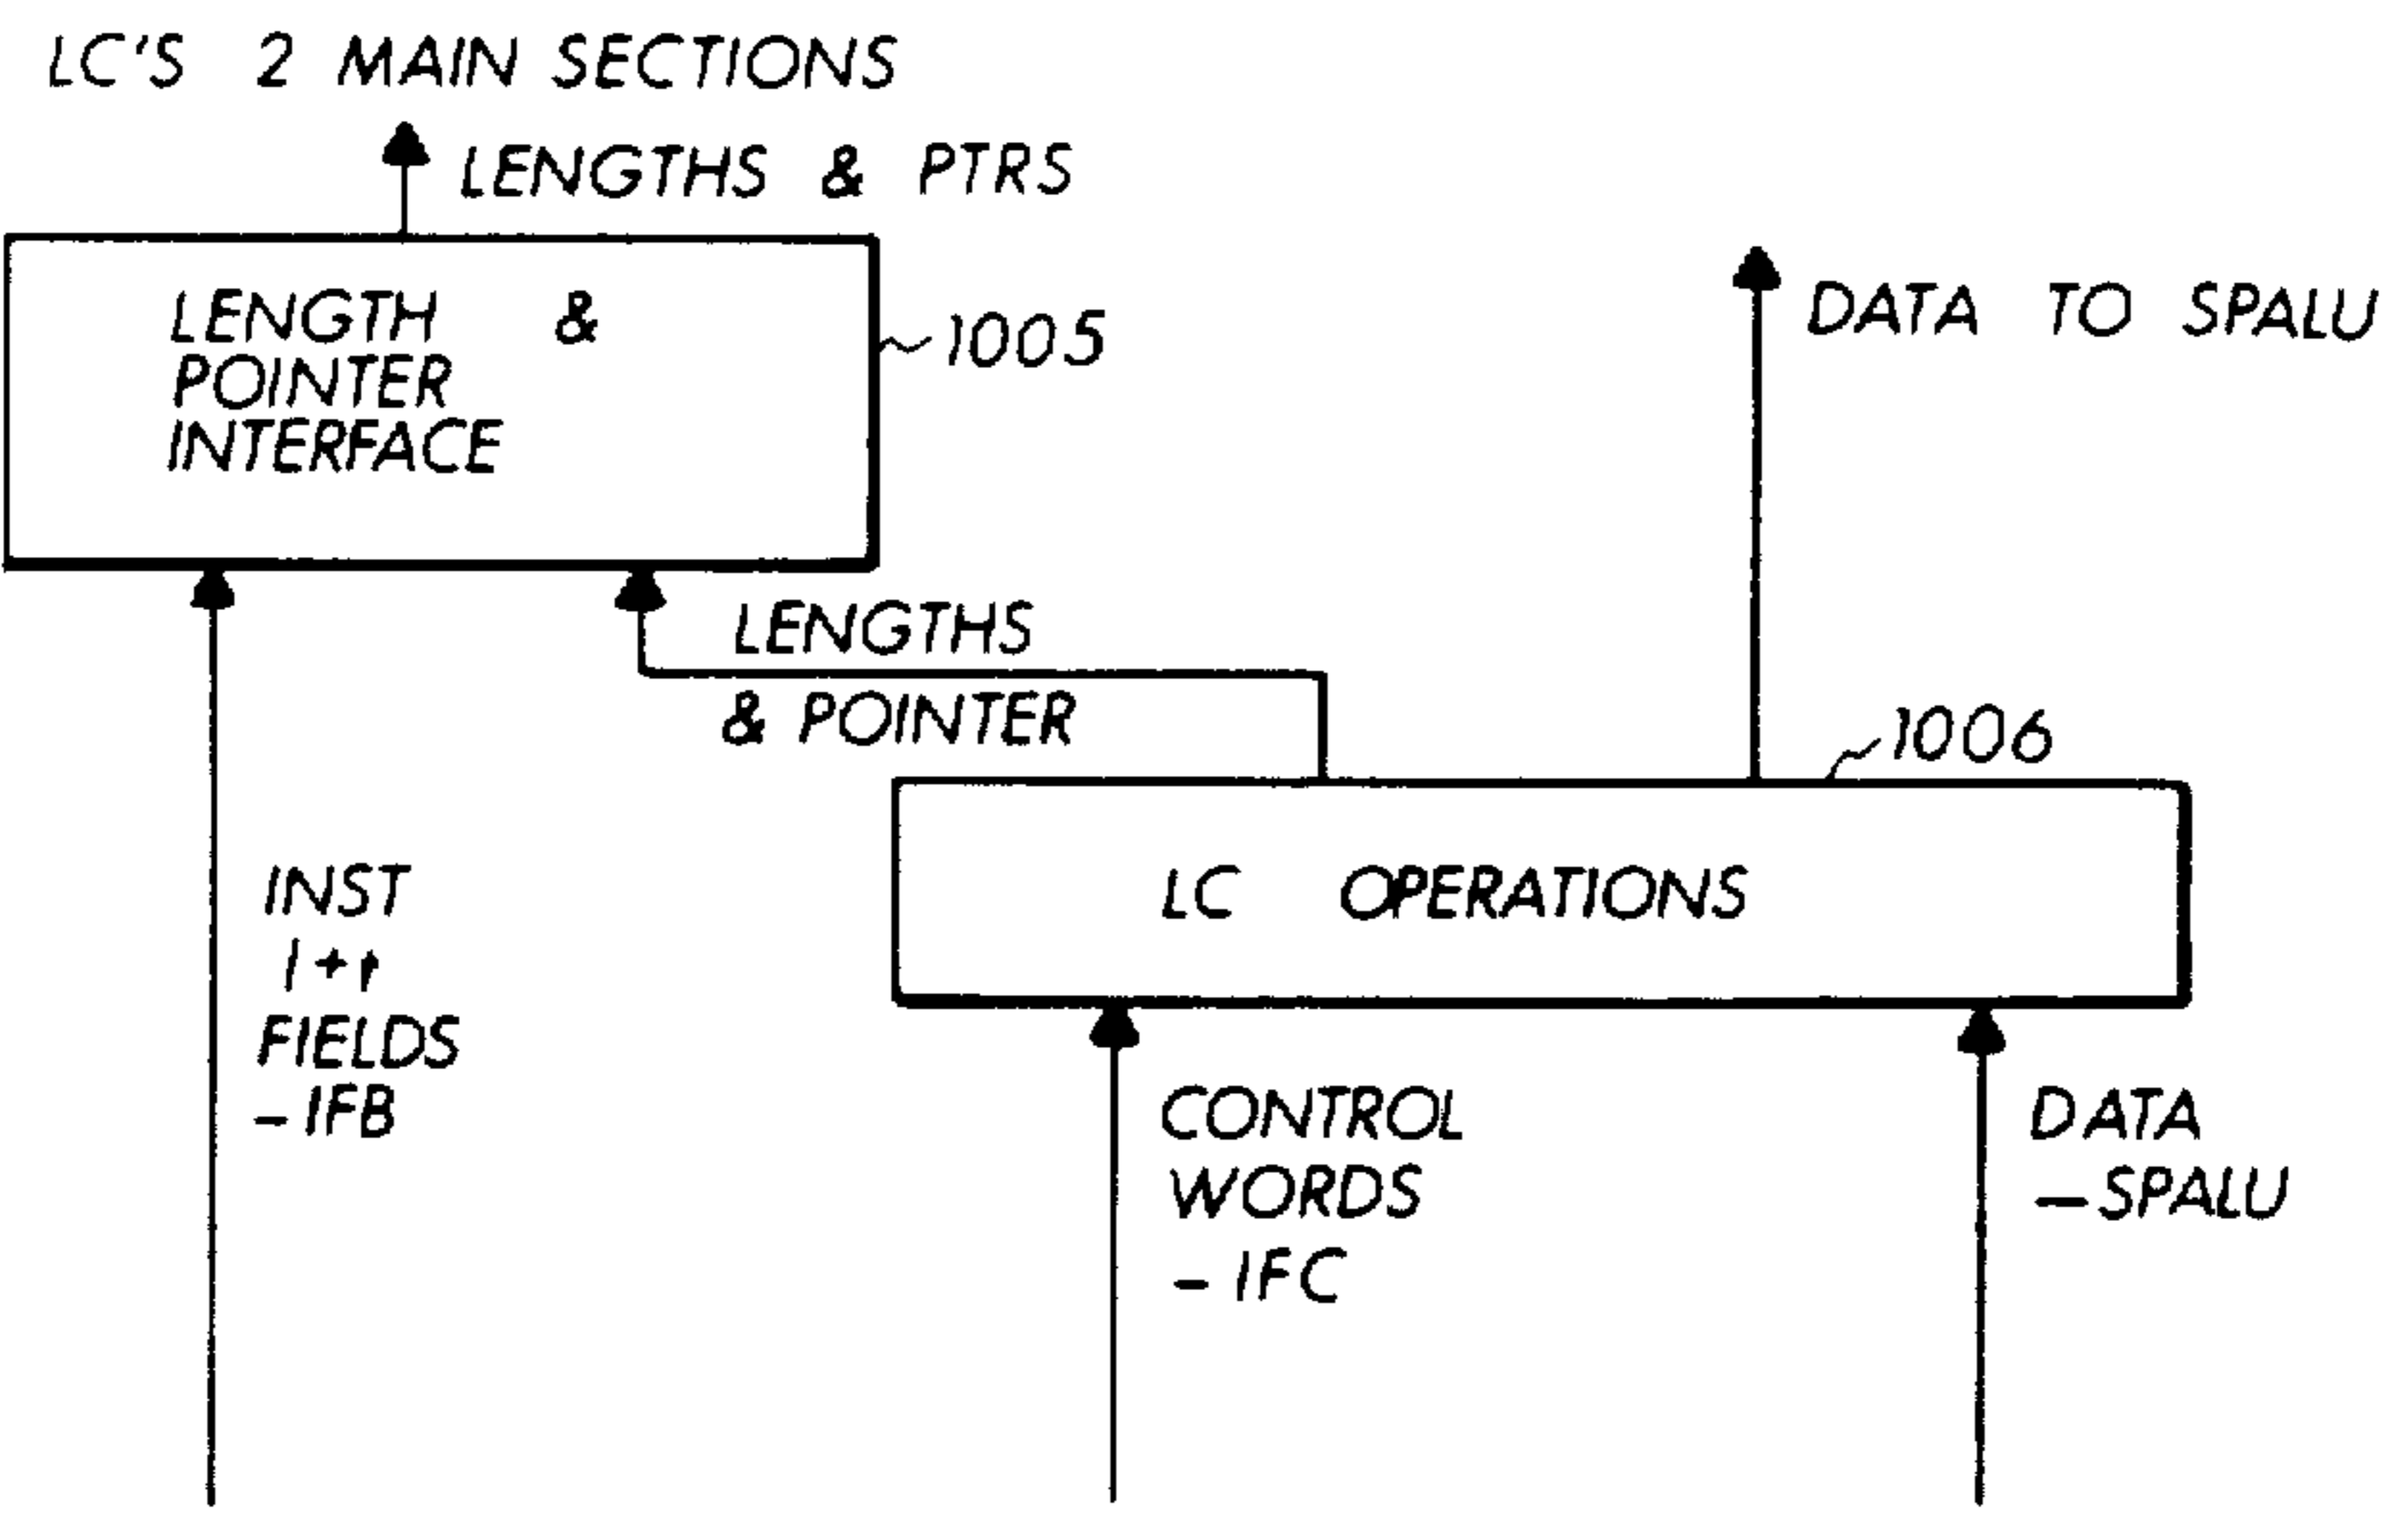 LC'S 2 MAIN SECTIONS
LENGTHS & PTRS
LENGTH &
POINTER
INTERFACE
1005
DATA TO SPALU
LENGTHS
& POINTER
1006
LC OPERATIONS
INST
FIELDS
- IFB
CONTROL
WORDS
- IFC
DATA
- SPALU